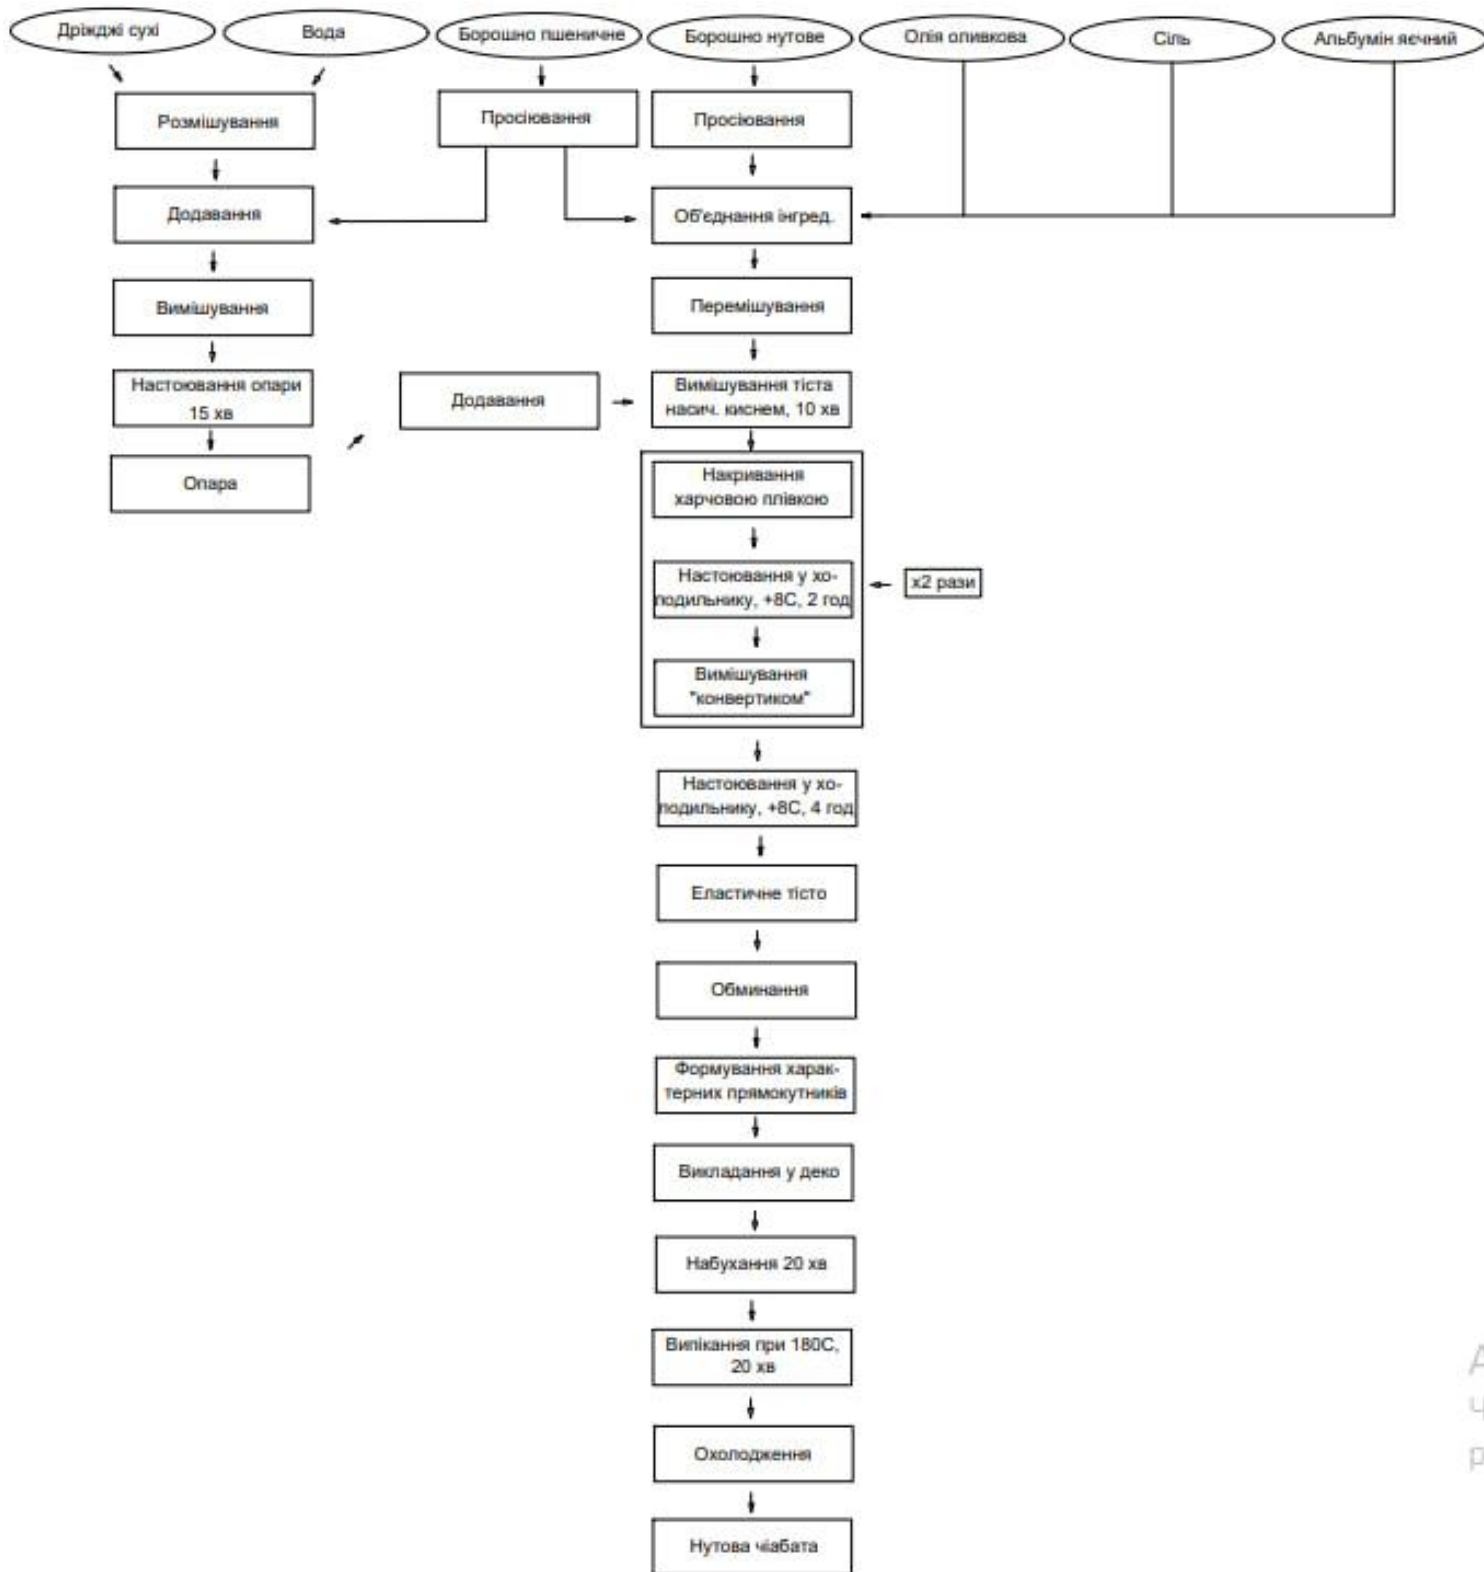 Дріжджі сухі
Вода
Борошно пшеничне
Борошно нутове
Олія оливкова
Сіль
Альбумін яєчний
Розмішування
Просіювання
Просіювання
Додавання
Об'єднання інгред.
Вимішування
Перемішування
Настоювання опари
15 хв
Додавання
Вимішування тіста
насич. киснем, 10 хв
Опара
Накривання
харчовою плівкою
Настоювання у хо-
лодильнику, +8С, 2 год
х2 рази
Вимішування
"конвертиком"
Настоювання у хо-
лодильнику, +8С, 4 год
Еластичне тісто
Обминання
Формування харак-
терних прямокутників
Викладання у деко
Набухання 20 хв
Випікання при 180С,
20 хв
Охолодження
Нутова чіабата